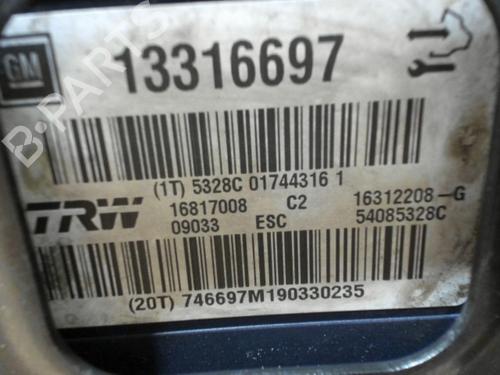 GM 13316697
(1T) 5328C 01744316 1
TRW 16817008 C2 16312208-G
09033 ESC 54085328C
(20T) 746697M190330235
B-PARTS